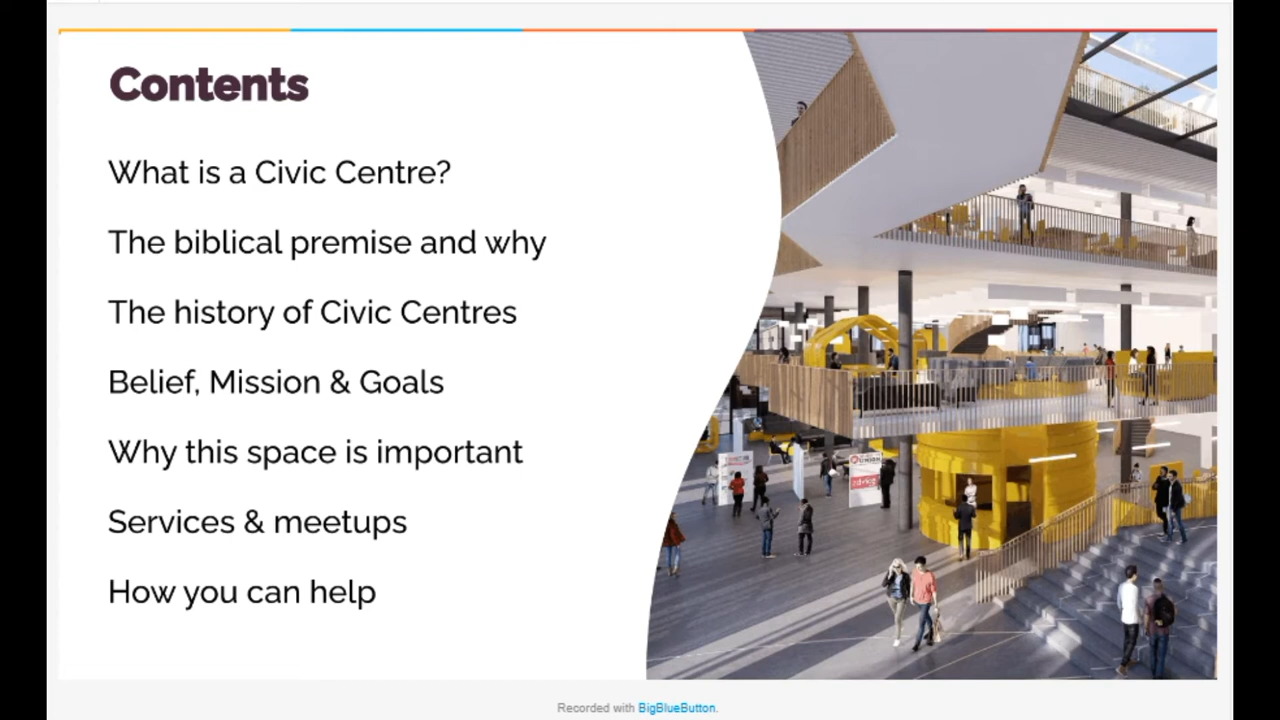 Contents
What is a Civic Centre?
The biblical premise and why
The history of Civic Centres
Belief, Mission & Goals
Why this space is important
Services & meetups
How you can help
Recorded with BigBlueButton.